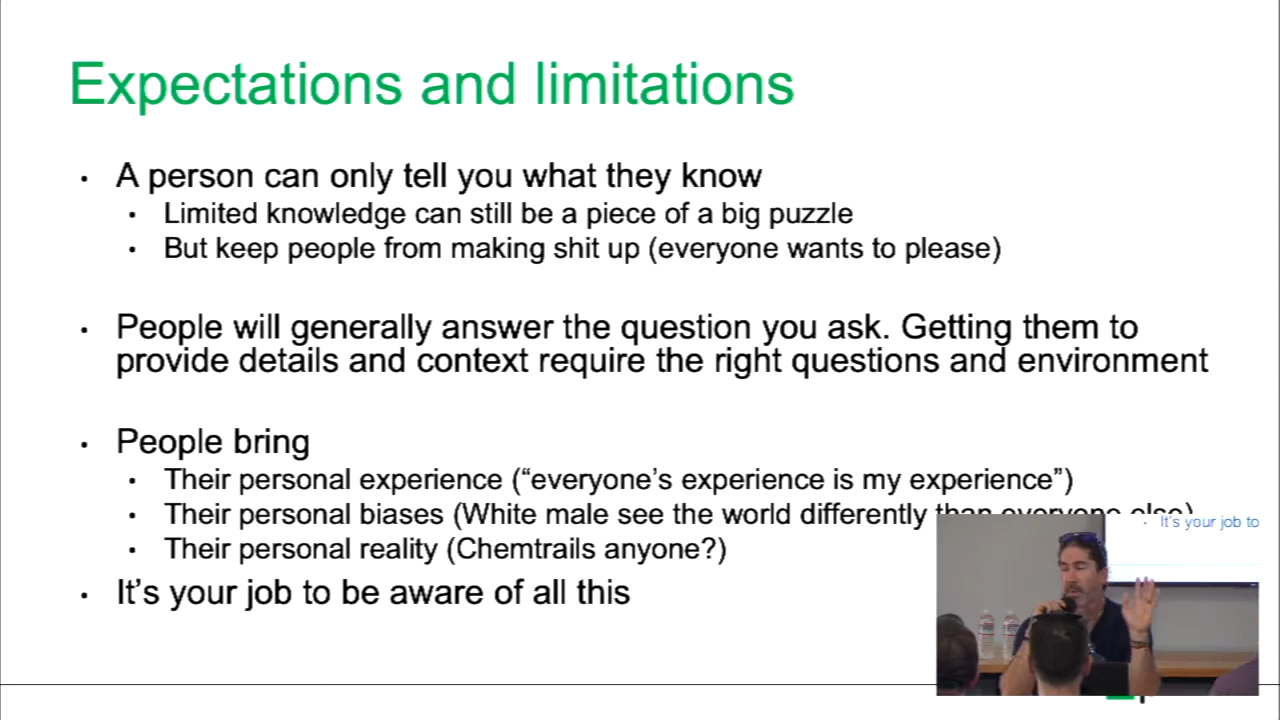 Expectations and limitations
• A person can only tell you what they know
• Limited knowledge can still be a piece of a big puzzle
• But keep people from making shit up (everyone wants to please)
• People will generally answer the question you ask. Getting them to
provide details and context require the right questions and environment
• People bring
• Their personal experience (“everyone’s experience is my experience”)
• Their personal biases (White male see the world differently than everyone else)
• Their personal reality (Chemtrails anyone?)
• It’s your job to be aware of all this
It’s your job to